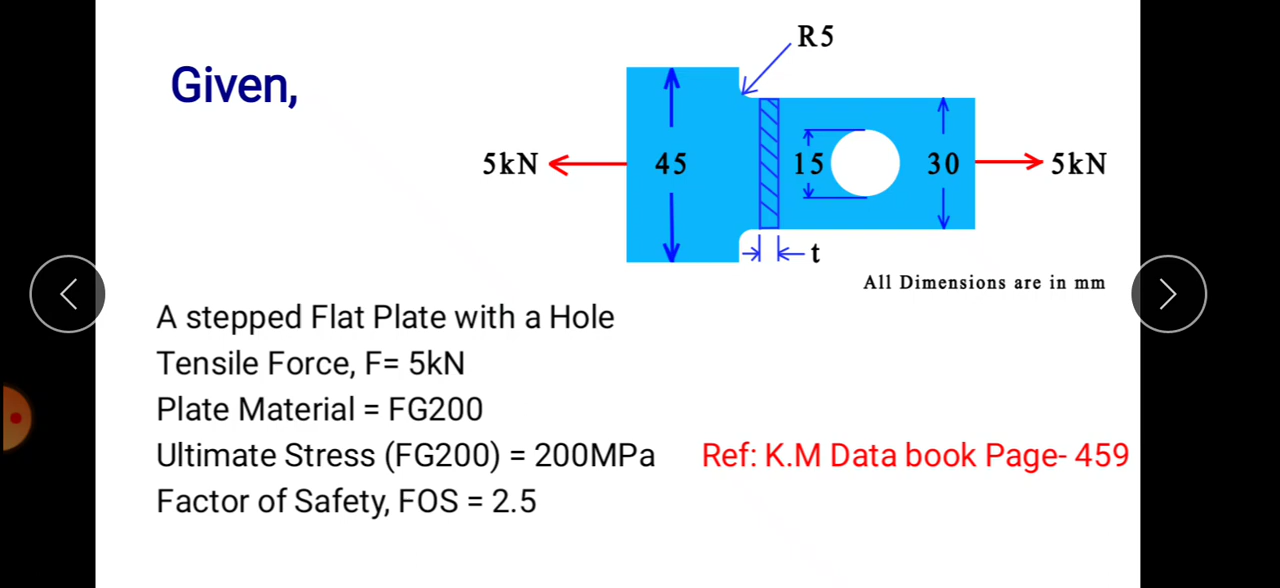 Given,
R5
5kN
45
15
30
5kN
t
All Dimensions are in mm
A stepped Flat Plate with a Hole
Tensile Force, F= 5kN
Plate Material = FG200
Ultimate Stress (FG200) = 200MPa Ref: K.M Data book Page- 459
Factor of Safety, FOS = 2.5